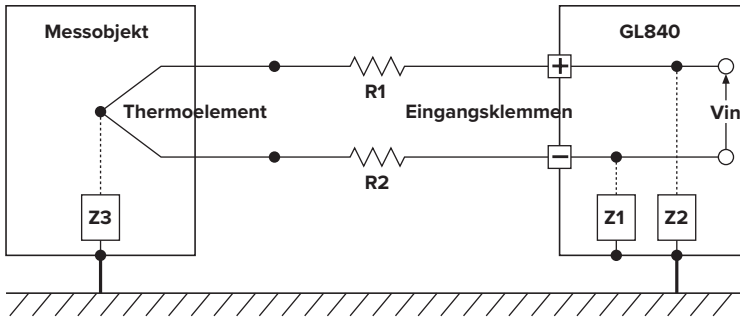 Messobjekt
GL840
+
R1
Thermoelement
Eingangsklemmen
Vin
−
R2
Z3
Z1
Z2